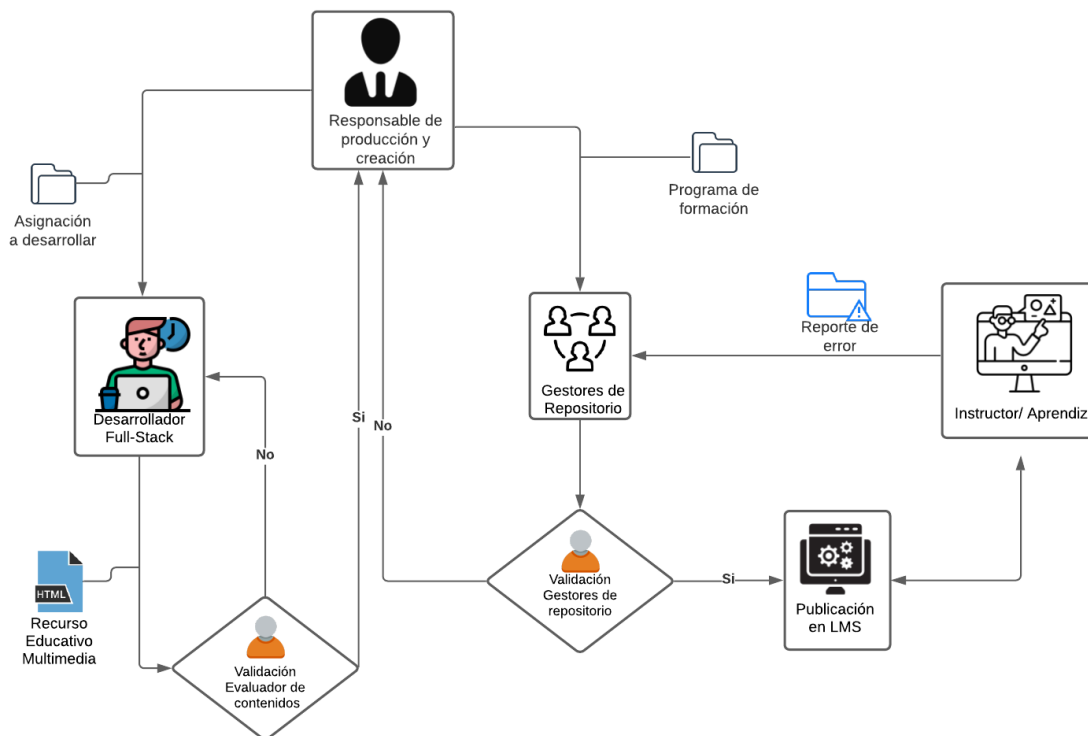 Responsable de
producción y
creación
Asignación
a desarrollar
Programa de
formación
Reporte de
error
Desarrollador
Full-Stack
Gestores de
Repositorio
Instructor/ Aprendiz
Si
No
No
HTML
Recurso
Educativo
Multimedia
Validación
Evaluador de
contenidos
Validación
Gestores de
repositorio
Si
Publicación
en LMS